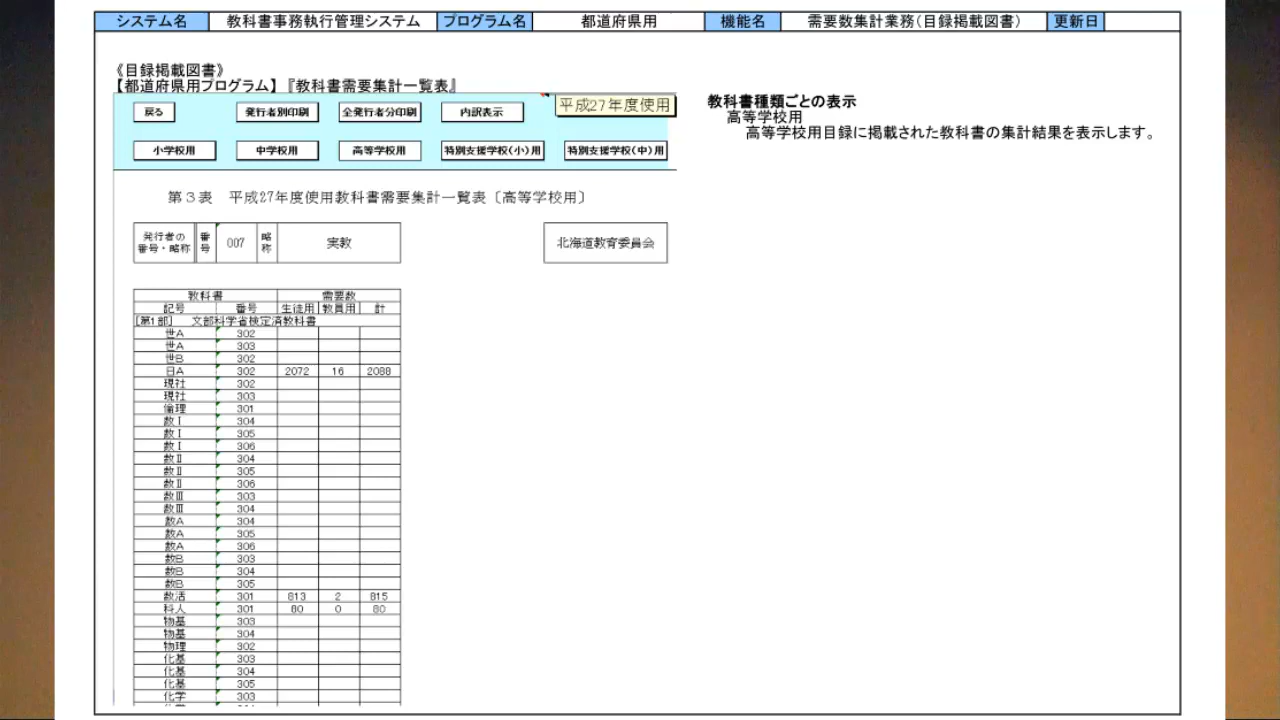 システム名 教科書事務執行管理システム プログラム名 都道府県用 機能名 需要数集計業務（目録掲載図書） 更新日
《目録掲載図書》
【都道府県用プログラム】『教科書需要集計一覧表』
戻る 発行者別印刷 全発行者分印刷 内訳表示 平成27年度使用
小学校用 中学校用 高等学校用 特別支援学校(小)用 特別支援学校(中)用
教科書種類ごとの表示
高等学校用
高等学校用目録に掲載された教科書の集計結果を表示します。
第３表 平成27年度使用教科書需要集計一覧表〔高等学校用〕
発行者の番号・略称 番号 007 略称 実教 北海道教育委員会
教科書 需要数
記号 番号 生徒用 教員用 計
[第1部] 文部科学省検定済教科書
世A 302
世A 303
世B 302
日A 302 2072 16 2088
現社 302
現社 303
倫理 301
数Ⅰ 304
数Ⅰ 305
数Ⅰ 306
数Ⅱ 304
数Ⅱ 305
数Ⅱ 306
数Ⅲ 303
数Ⅲ 304
数A 304
数A 305
数A 306
数B 303
数B 304
数B 305
数活 301 813 2 815
科人 301 80 0 80
物基 303
物基 304
物理 302
化基 303
化基 304
化基 305
化学 303